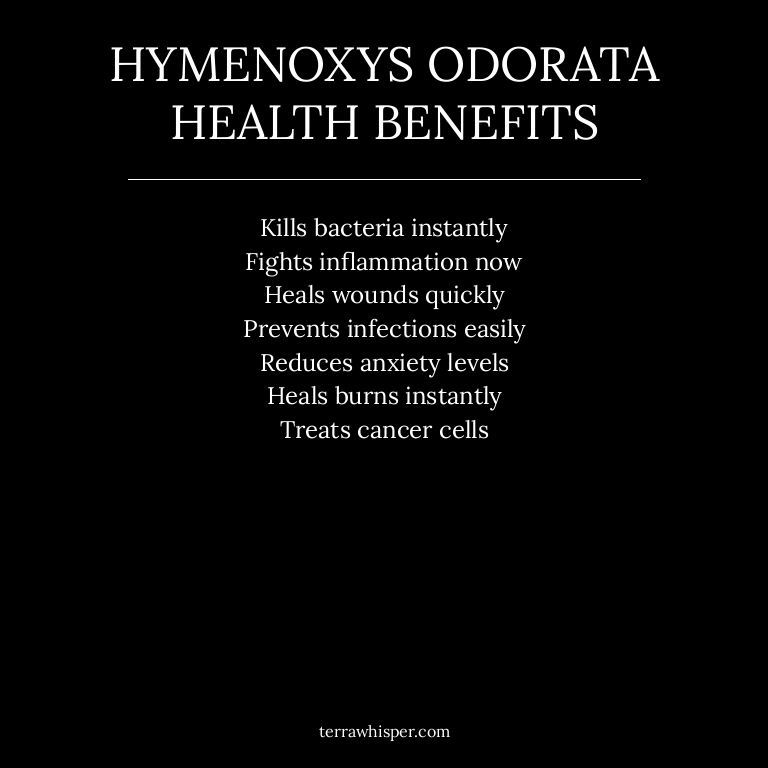 HYMENOXYS ODORATA
HEALTH BENEFITS
Kills bacteria instantly
Fights inflammation now
Heals wounds quickly
Prevents infections easily
Reduces anxiety levels
Heals burns instantly
Treats cancer cells
terrawhisper.com